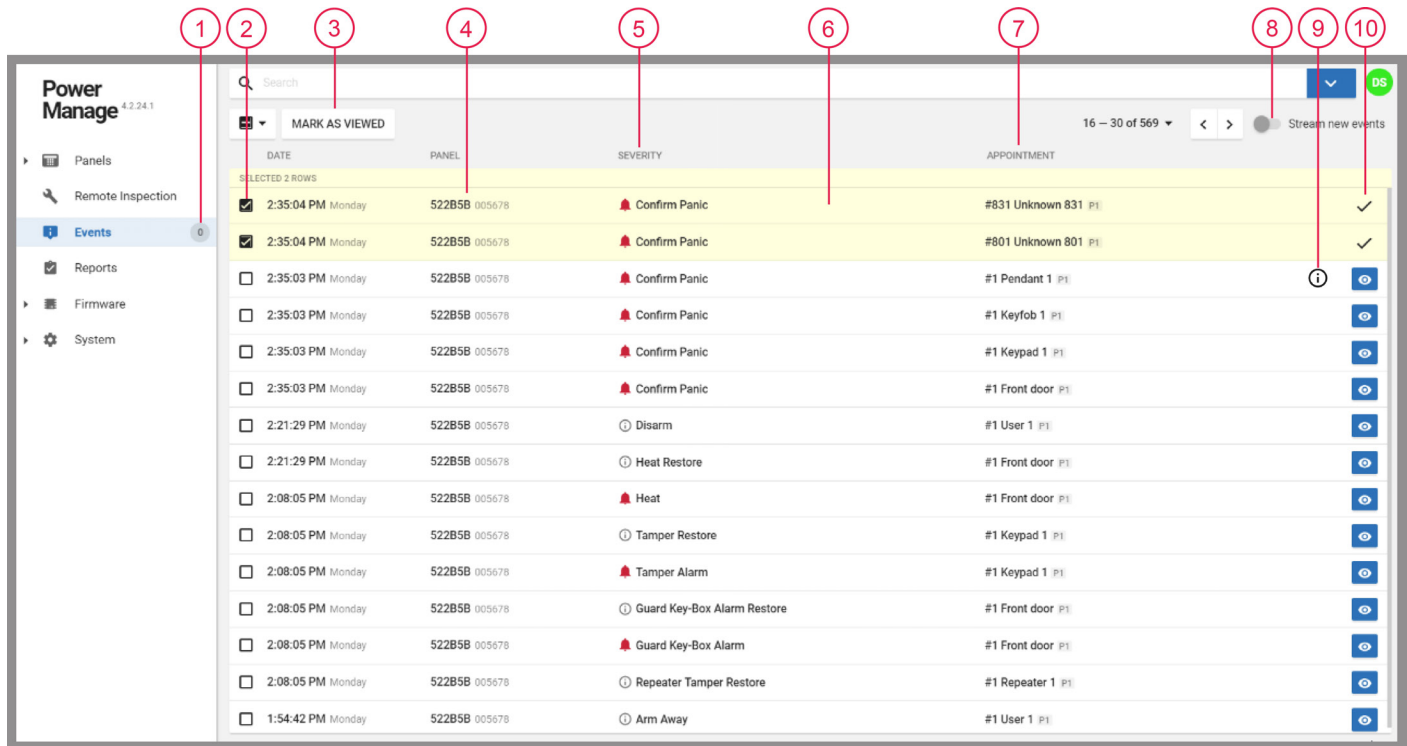 1 2 3 4 5 6 7 8 9 10
Power
Manage 4.2.24.1
Search
DS
MARK AS VIEWED
16 – 30 of 569
Stream new events
Panels
Remote Inspection
Events 0
Reports
Firmware
System
DATE PANEL SEVERITY APPOINTMENT
SELECTED 2 ROWS
2:35:04 PM Monday 522B5B 005678 Confirm Panic #831 Unknown 831 P1
2:35:04 PM Monday 522B5B 005678 Confirm Panic #801 Unknown 801 P1
2:35:03 PM Monday 522B5B 005678 Confirm Panic #1 Pendant 1 P1
2:35:03 PM Monday 522B5B 005678 Confirm Panic #1 Keyfob 1 P1
2:35:03 PM Monday 522B5B 005678 Confirm Panic #1 Keypad 1 P1
2:35:03 PM Monday 522B5B 005678 Confirm Panic #1 Front door P1
2:21:29 PM Monday 522B5B 005678 Disarm #1 User 1 P1
2:21:29 PM Monday 522B5B 005678 Heat Restore #1 Front door P1
2:08:05 PM Monday 522B5B 005678 Heat #1 Front door P1
2:08:05 PM Monday 522B5B 005678 Tamper Restore #1 Keypad 1 P1
2:08:05 PM Monday 522B5B 005678 Tamper Alarm #1 Keypad 1 P1
2:08:05 PM Monday 522B5B 005678 Guard Key-Box Alarm Restore #1 Front door P1
2:08:05 PM Monday 522B5B 005678 Guard Key-Box Alarm #1 Front door P1
2:08:05 PM Monday 522B5B 005678 Repeater Tamper Restore #1 Repeater 1 P1
1:54:42 PM Monday 522B5B 005678 Arm Away #1 User 1 P1